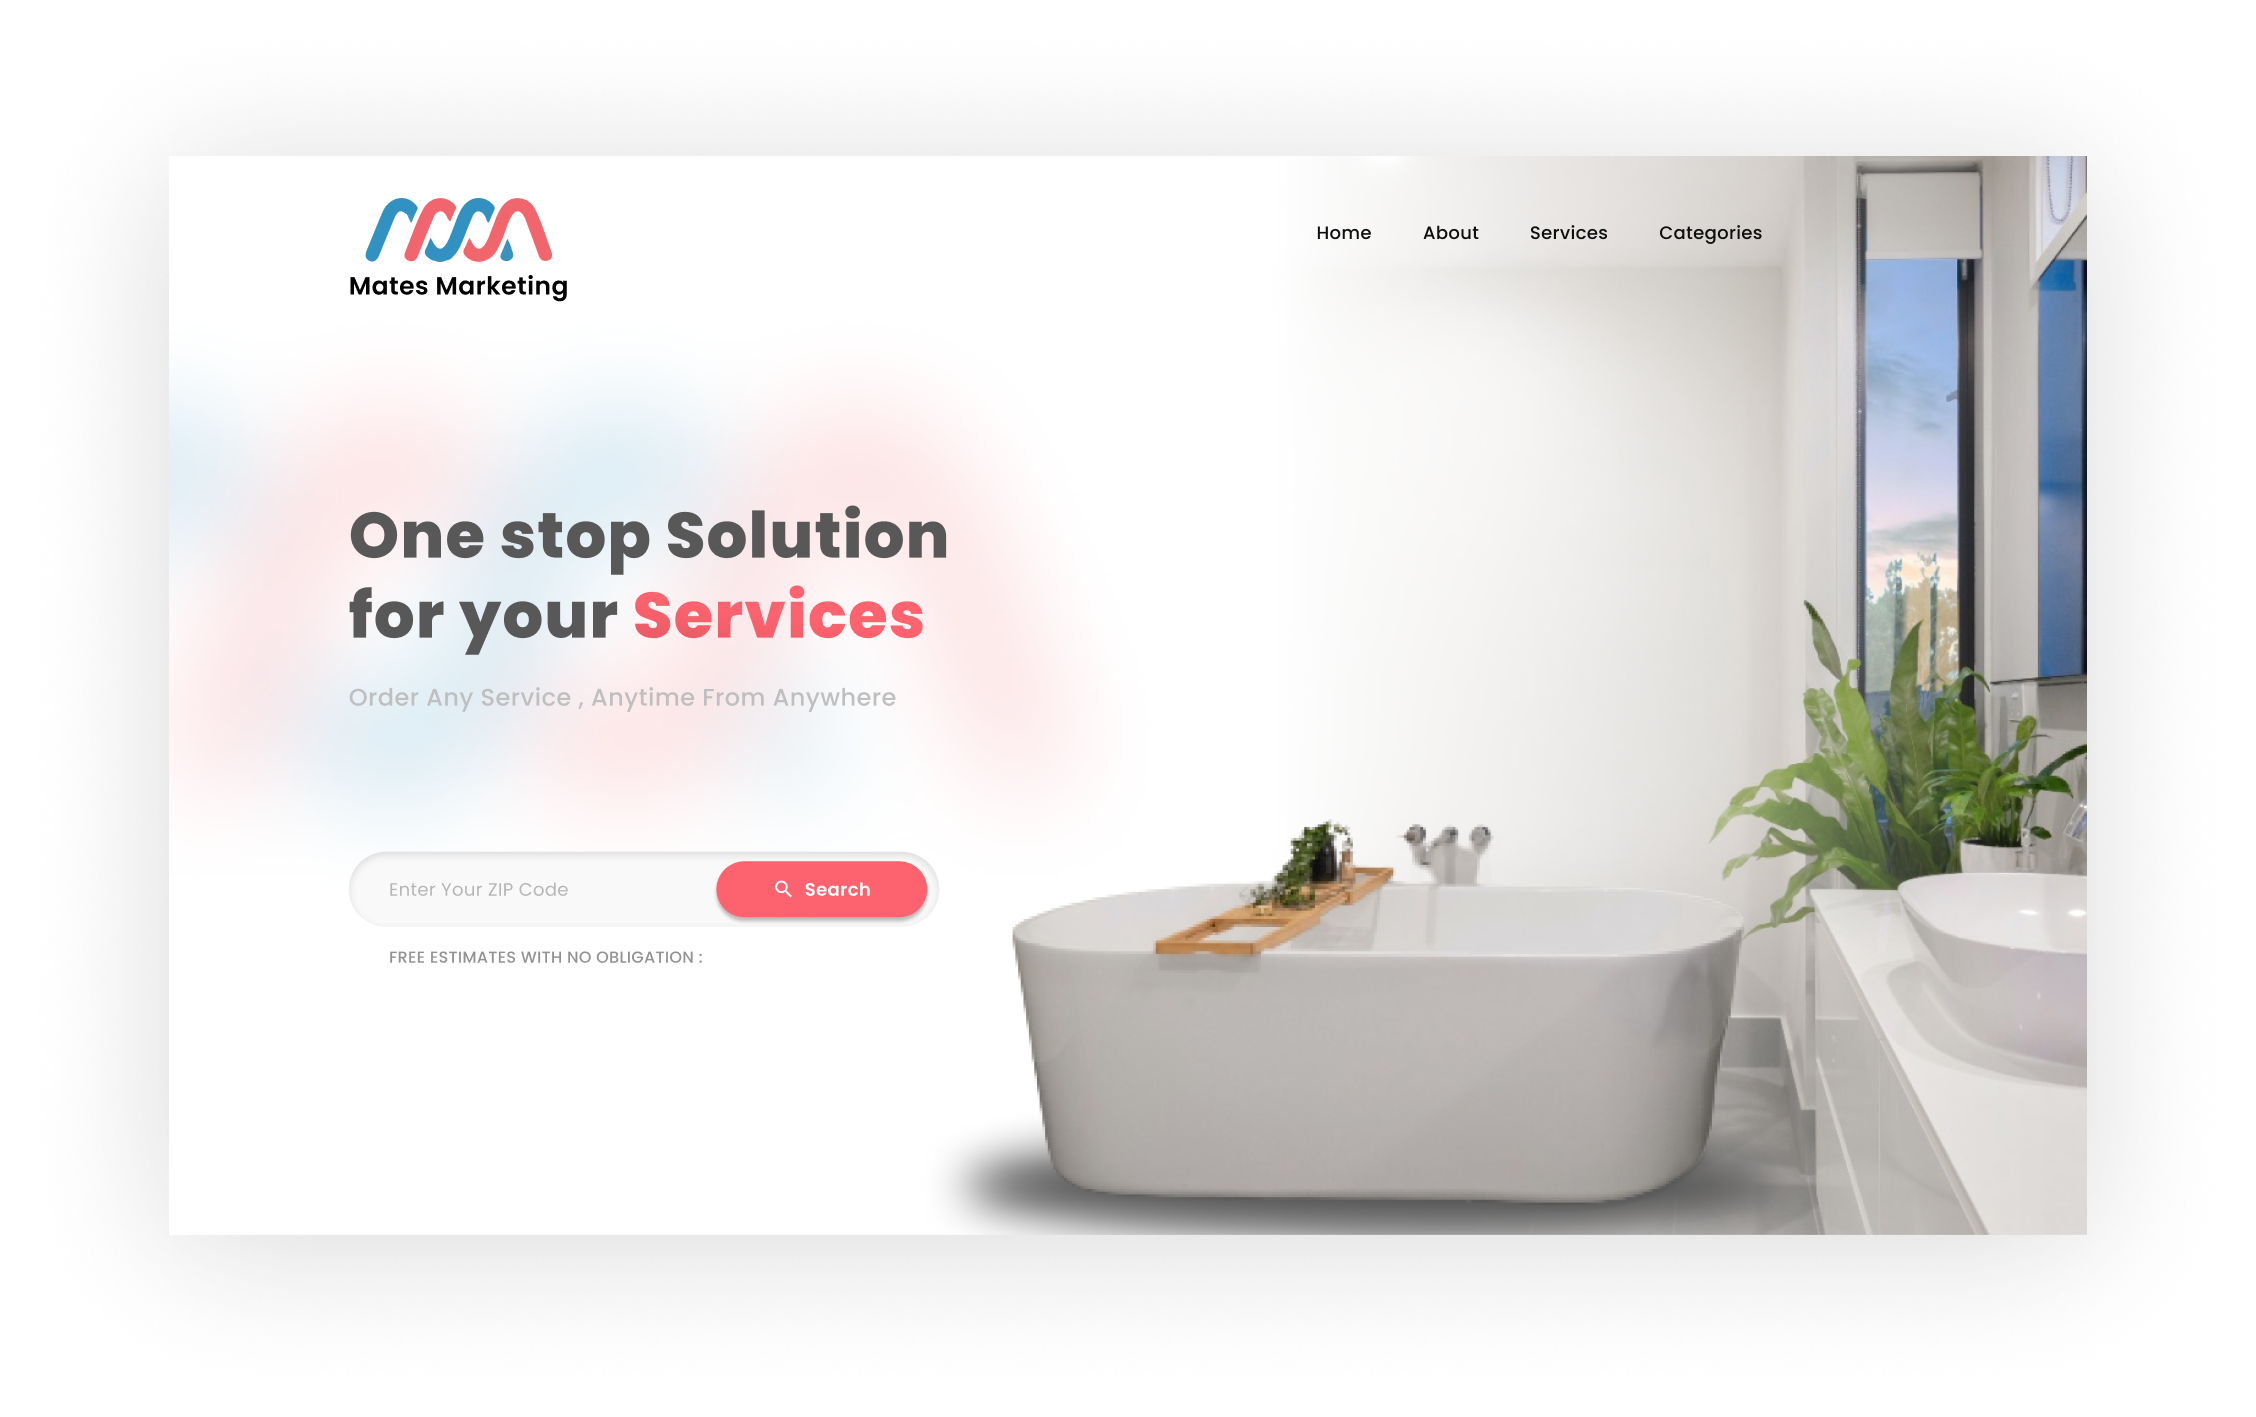 Mates Marketing
Home About Services Categories
One stop Solution
for your Services
Order Any Service , Anytime From Anywhere
Enter Your ZIP Code
Search
FREE ESTIMATES WITH NO OBLIGATION :